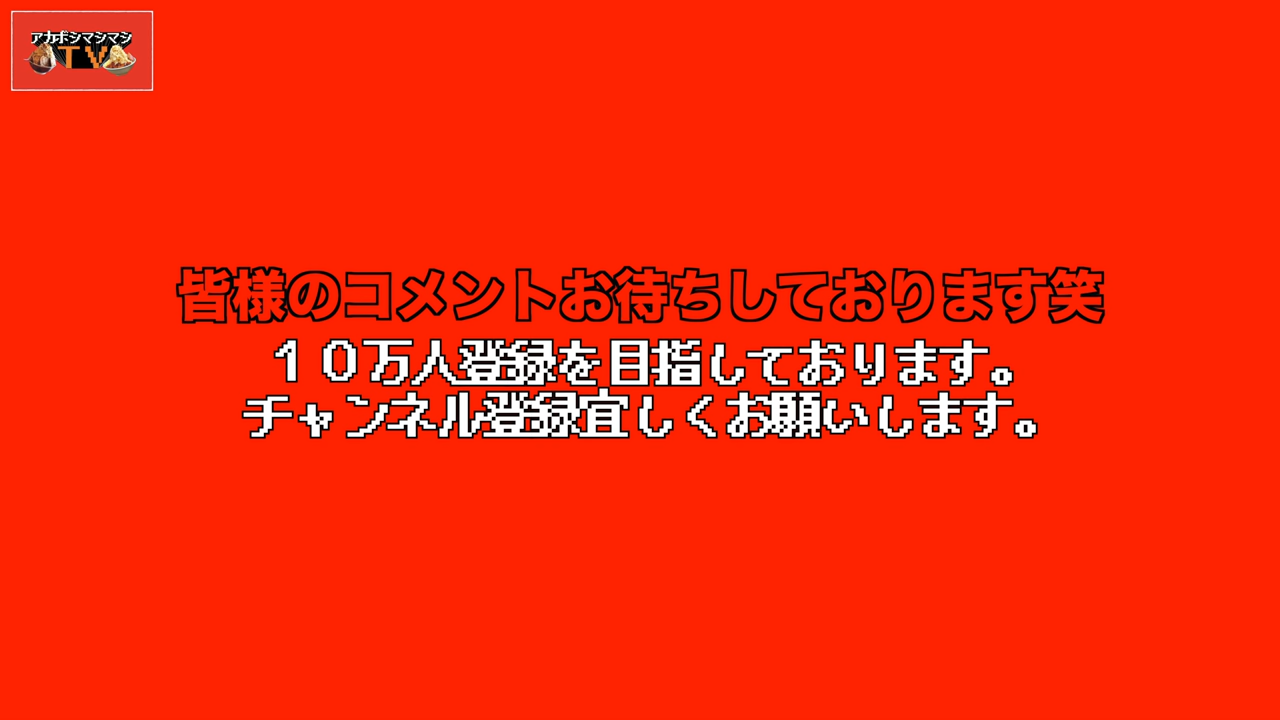 アカボシマシマシ
TV
皆様のコメントお待ちしております笑
１０万人登録を目指しております。
チャンネル登録宜しくお願いします。